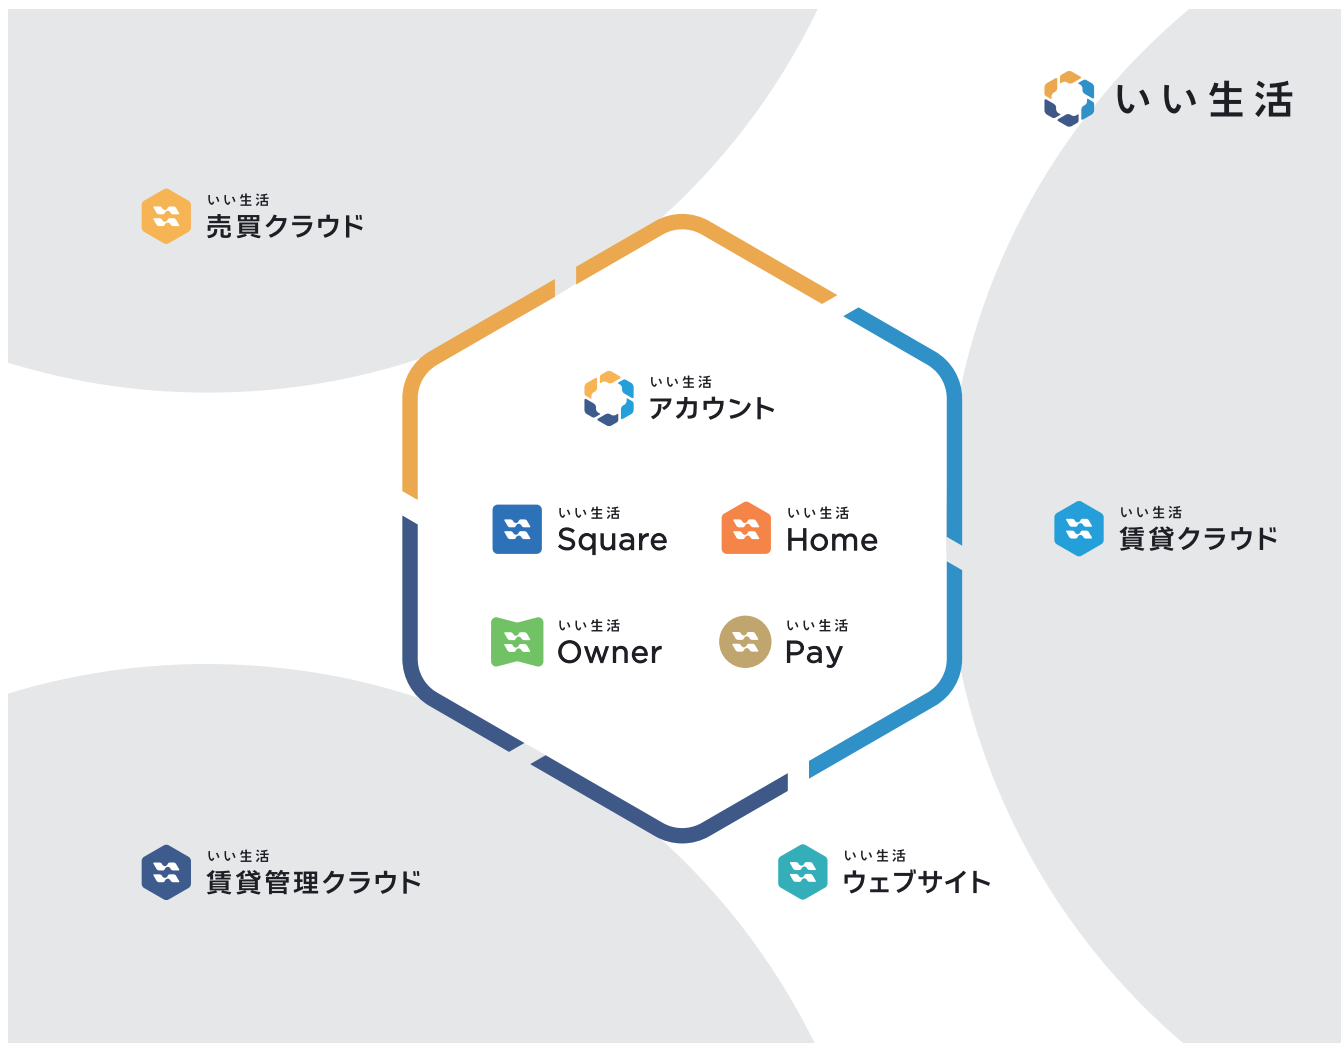 いい生活
いい生活
売買クラウド
いい生活
アカウント
いい生活
Square
いい生活
Home
いい生活
賃貸クラウド
いい生活
Owner
いい生活
Pay
いい生活
賃貸管理クラウド
いい生活
ウェブサイト